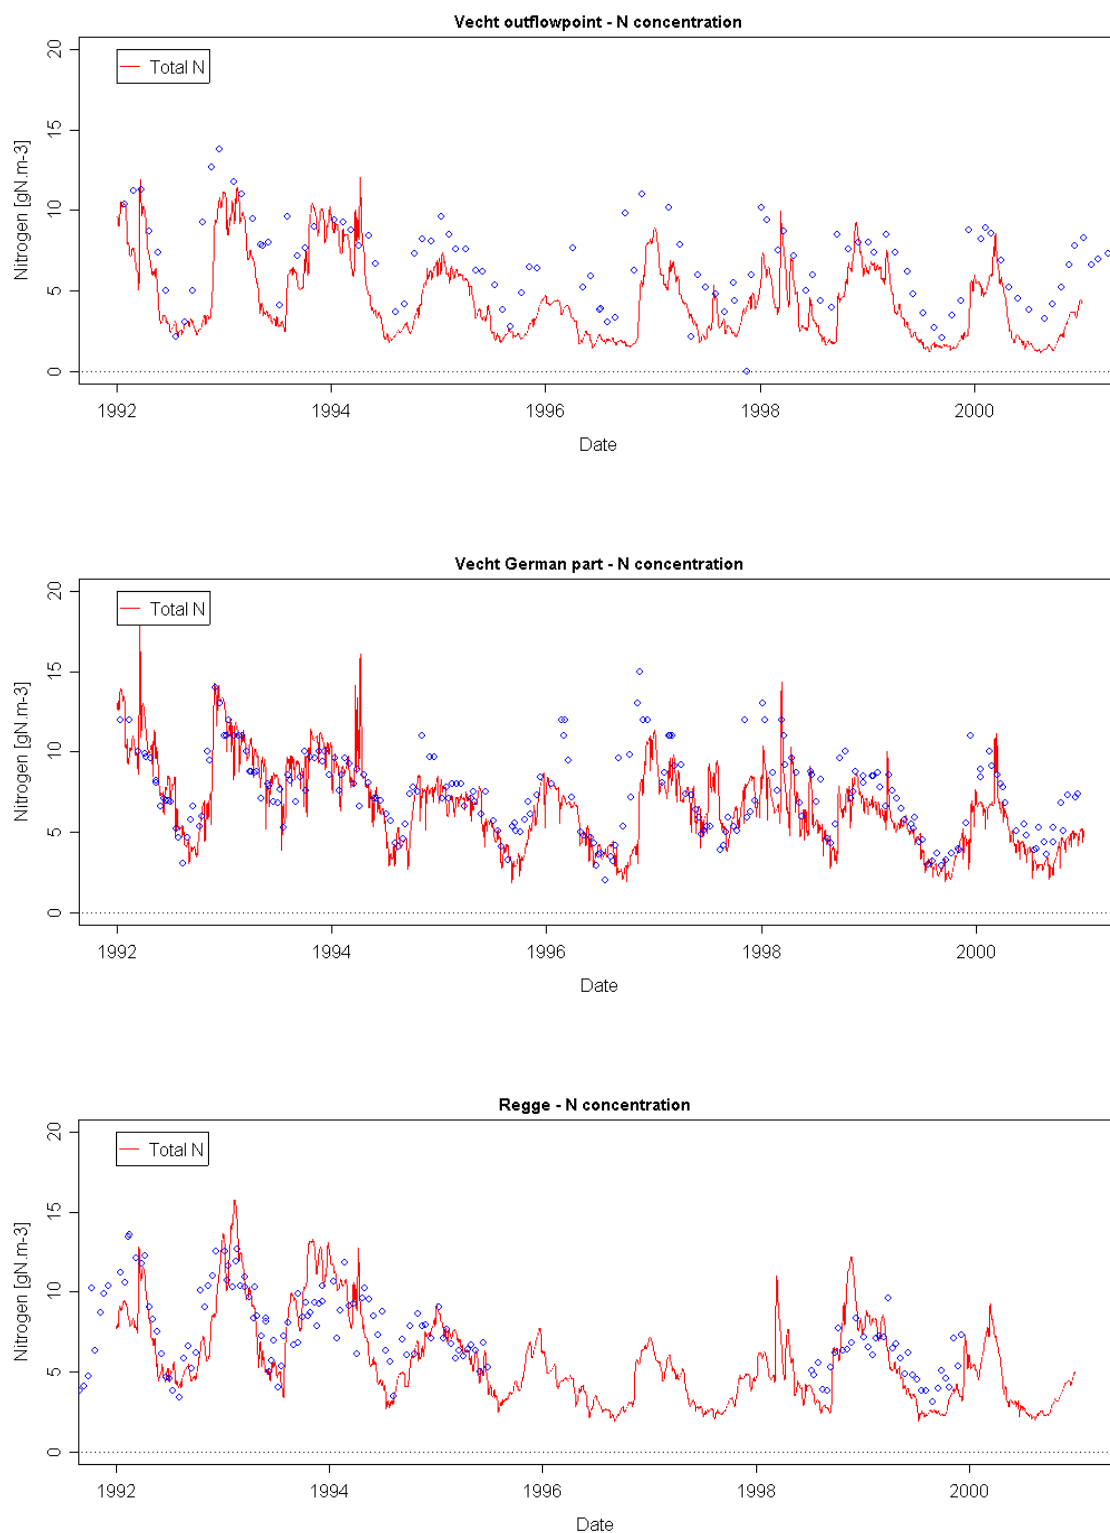 Vecht outflowpoint - N concentration
Total N
Nitrogen [gN.m-3]
20
15
10
5
0
1992 1994 1996 1998 2000
Date
Vecht German part - N concentration
Total N
Nitrogen [gN.m-3]
20
15
10
5
0
1992 1994 1996 1998 2000
Date
Regge - N concentration
Total N
Nitrogen [gN.m-3]
20
15
10
5
0
1992 1994 1996 1998 2000
Date